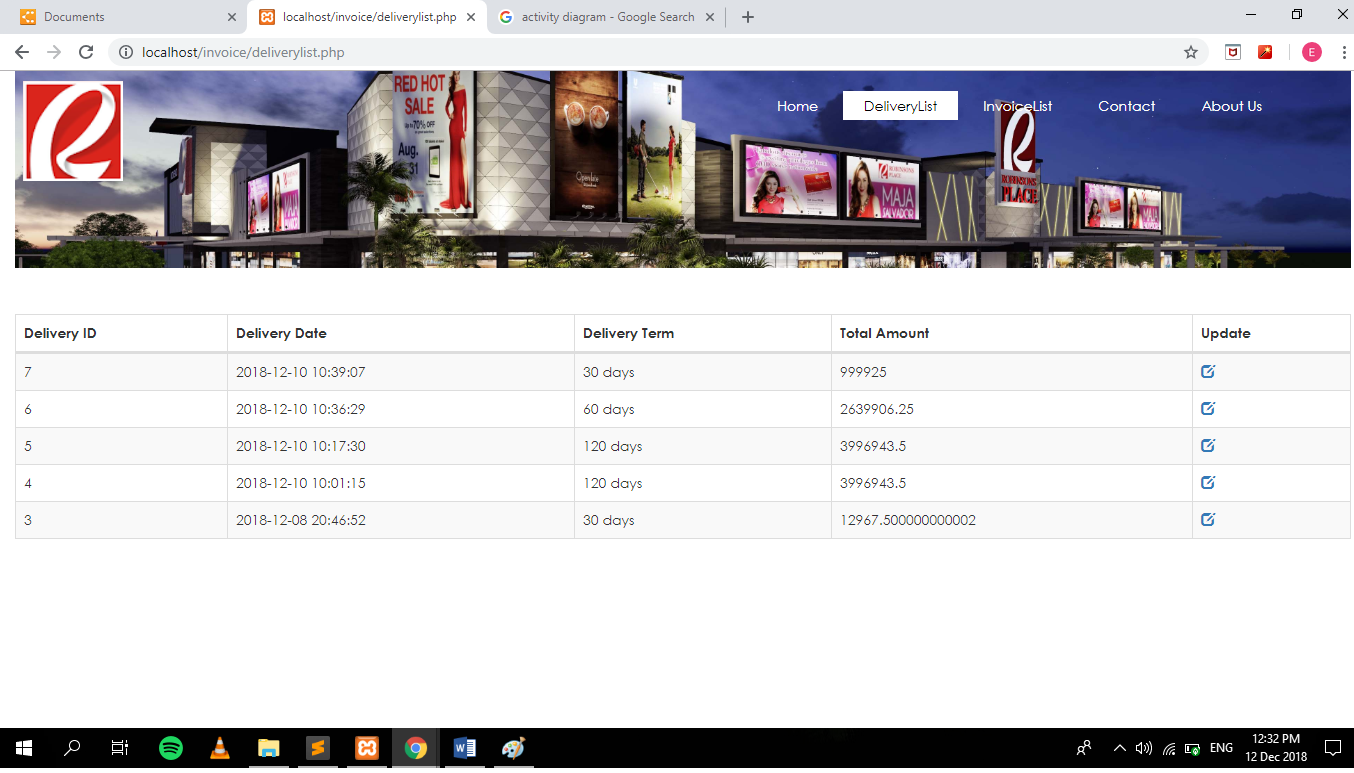 Documents
localhost/invoice/deliverylist.php
activity diagram - Google Search
localhost/invoice/deliverylist.php
E
Home
DeliveryList
InvoiceList
Contact
About Us
RED HOT
SALE
Up to 70% OFF
Aug.
31
MAJA
SALVADOR
ROBINSONS
PLACE
MAJA
Delivery ID Delivery Date Delivery Term Total Amount Update
7 2018-12-10 10:39:07 30 days 999925
6 2018-12-10 10:36:29 60 days 2639906.25
5 2018-12-10 10:17:30 120 days 3996943.5
4 2018-12-10 10:01:15 120 days 3996943.5
3 2018-12-08 20:46:52 30 days 12967.500000000002
ENG
12:32 PM
12 Dec 2018